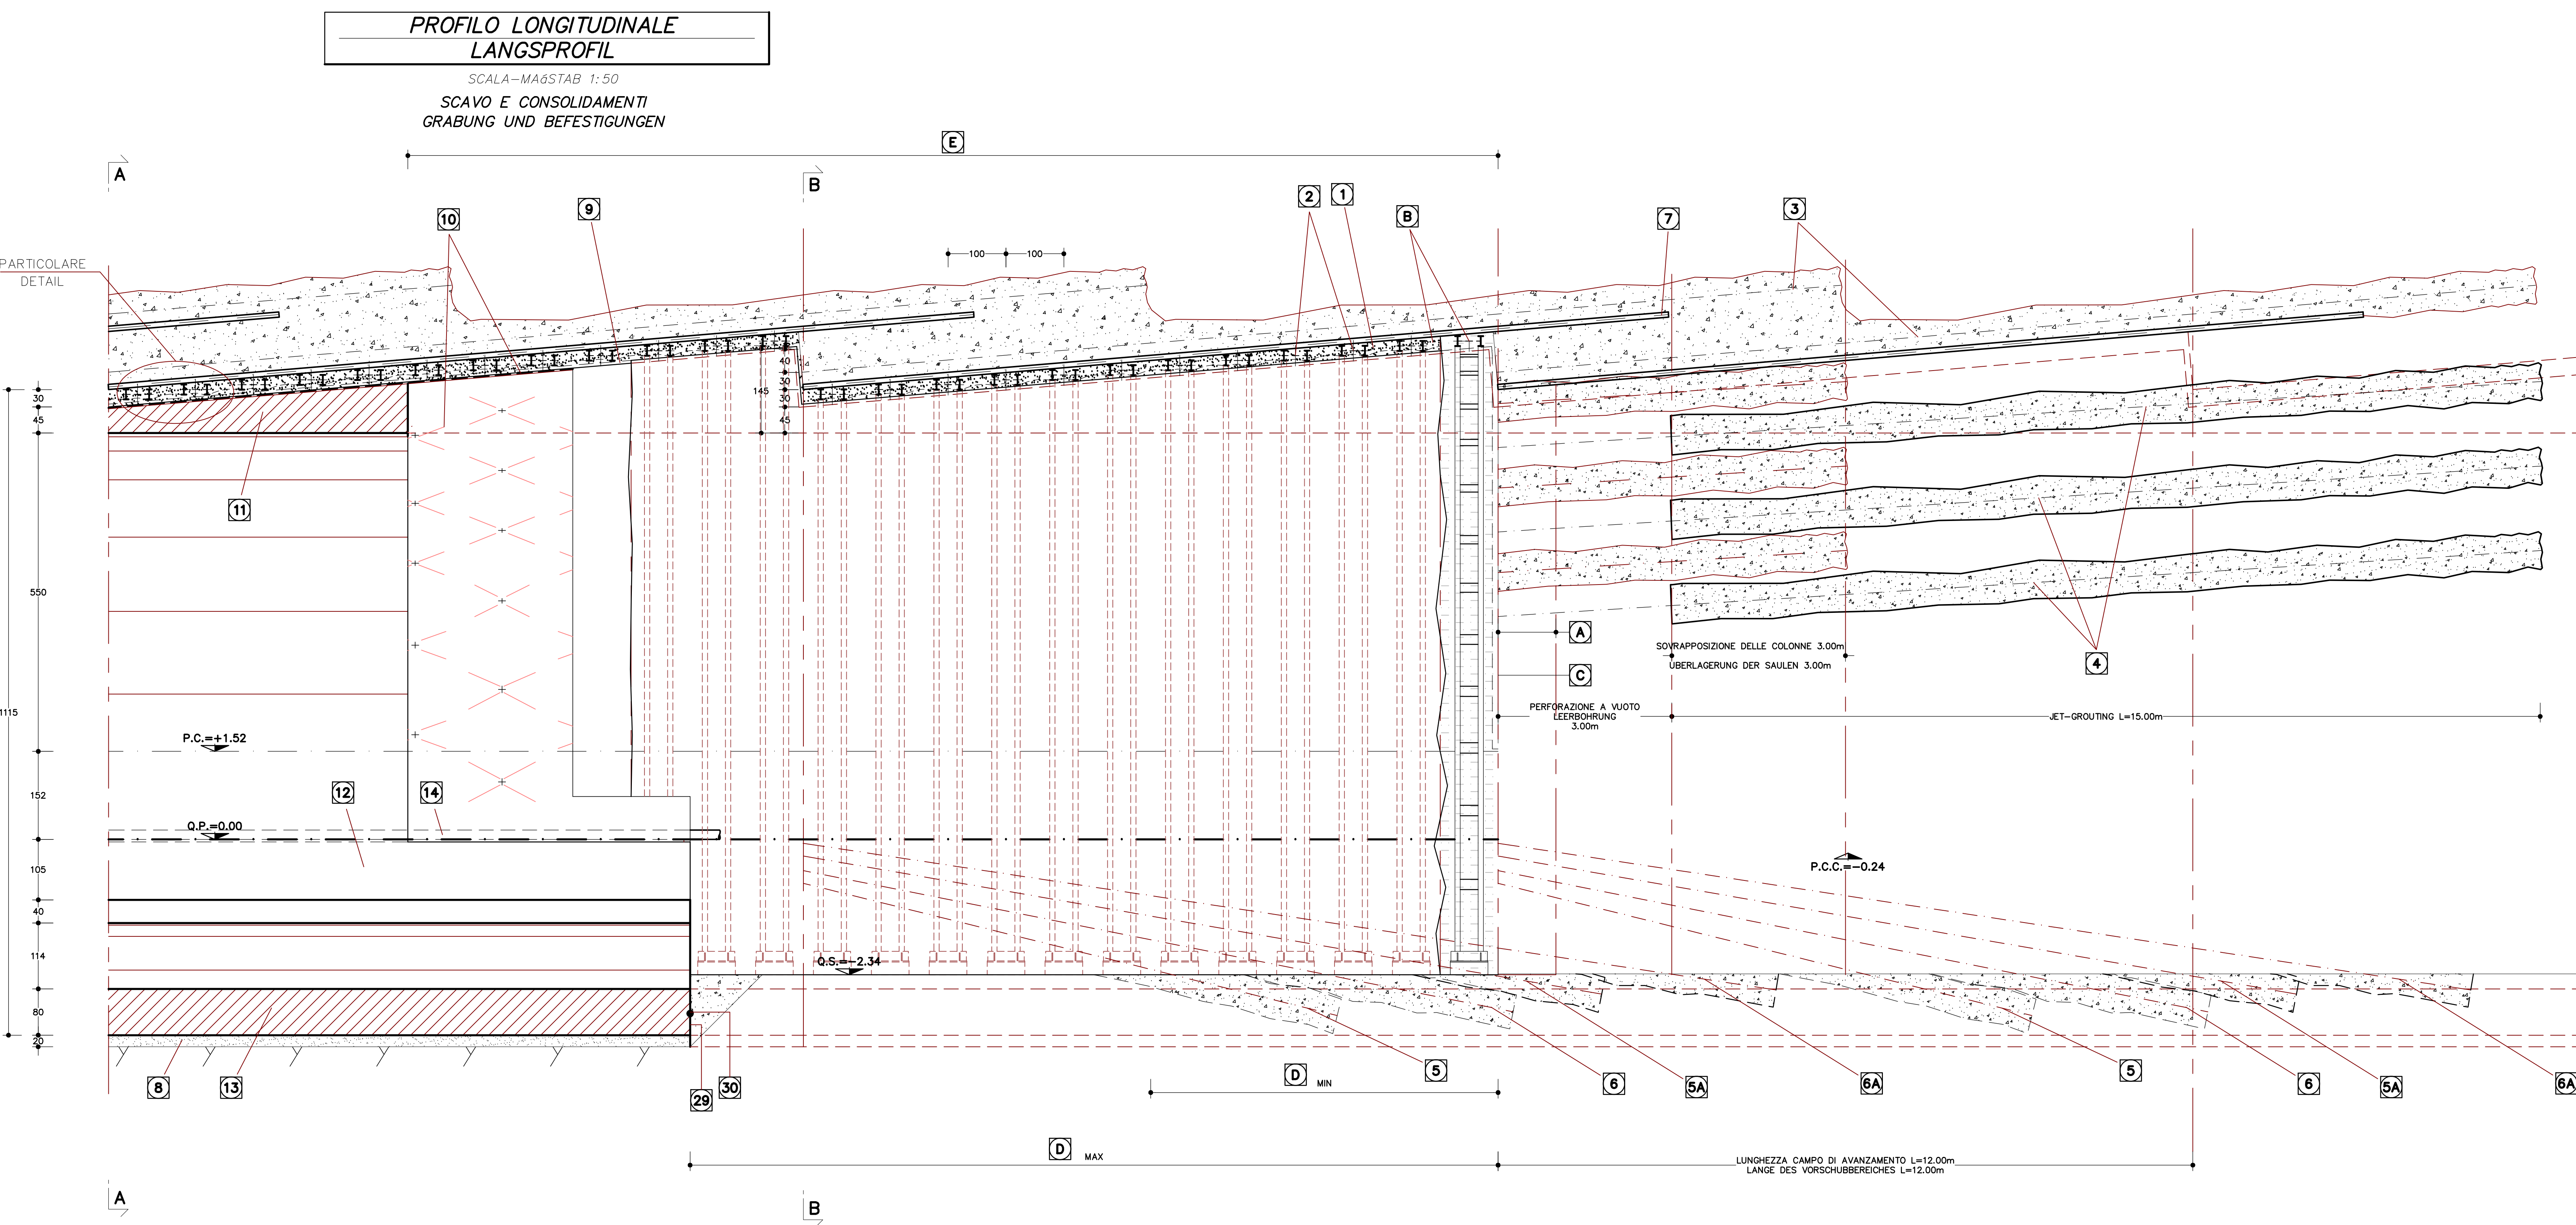 PROFILO LONGITUDINALE
LANGSPROFIL
SCALA-MAáSTAB 1:50
SCAVO E CONSOLIDAMENTI
GRABUNG UND BEFESTIGUNGEN
E
A
B
10
9
2
1
B
7
3
100
100
PARTICOLARE
DETAIL
40
30
145
30
45
30
45
11
550
A
SOVRAPPOSIZIONE DELLE COLONNE 3.00m
UBERLAGERUNG DER SAULEN 3.00m
4
C
PERFORAZIONE A VUOTO
LEERBOHRUNG
3.00m
JET-GROUTING L=15.00m
1115
P.C.=+1.52
12
14
152
Q.P.=0.00
P.C.C.=-0.24
105
40
114
Q.S.=-2.34
80
20
8
13
29
30
D MIN
5
6
5A
6A
5
6
5A
6A
D MAX
LUNGHEZZA CAMPO DI AVANZAMENTO L=12.00m
LANGE DES VORSCHUBBEREICHES L=12.00m
A
B